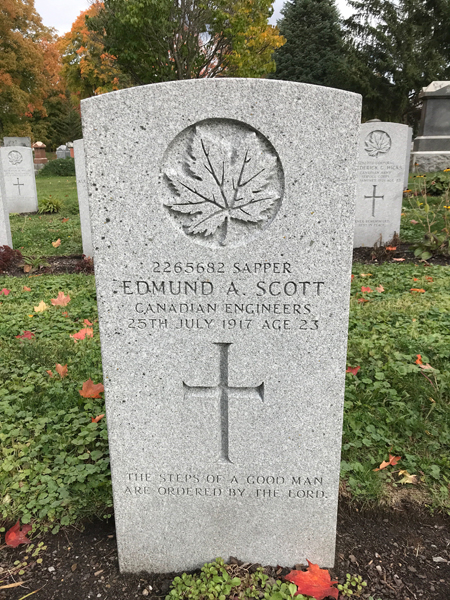 2265682 SAPPER
EDMUND A. SCOTT
CANADIAN ENGINEERS
25TH JULY 1917 AGE 23
THE STEPS OF A GOOD MAN
ARE ORDERED BY THE LORD.